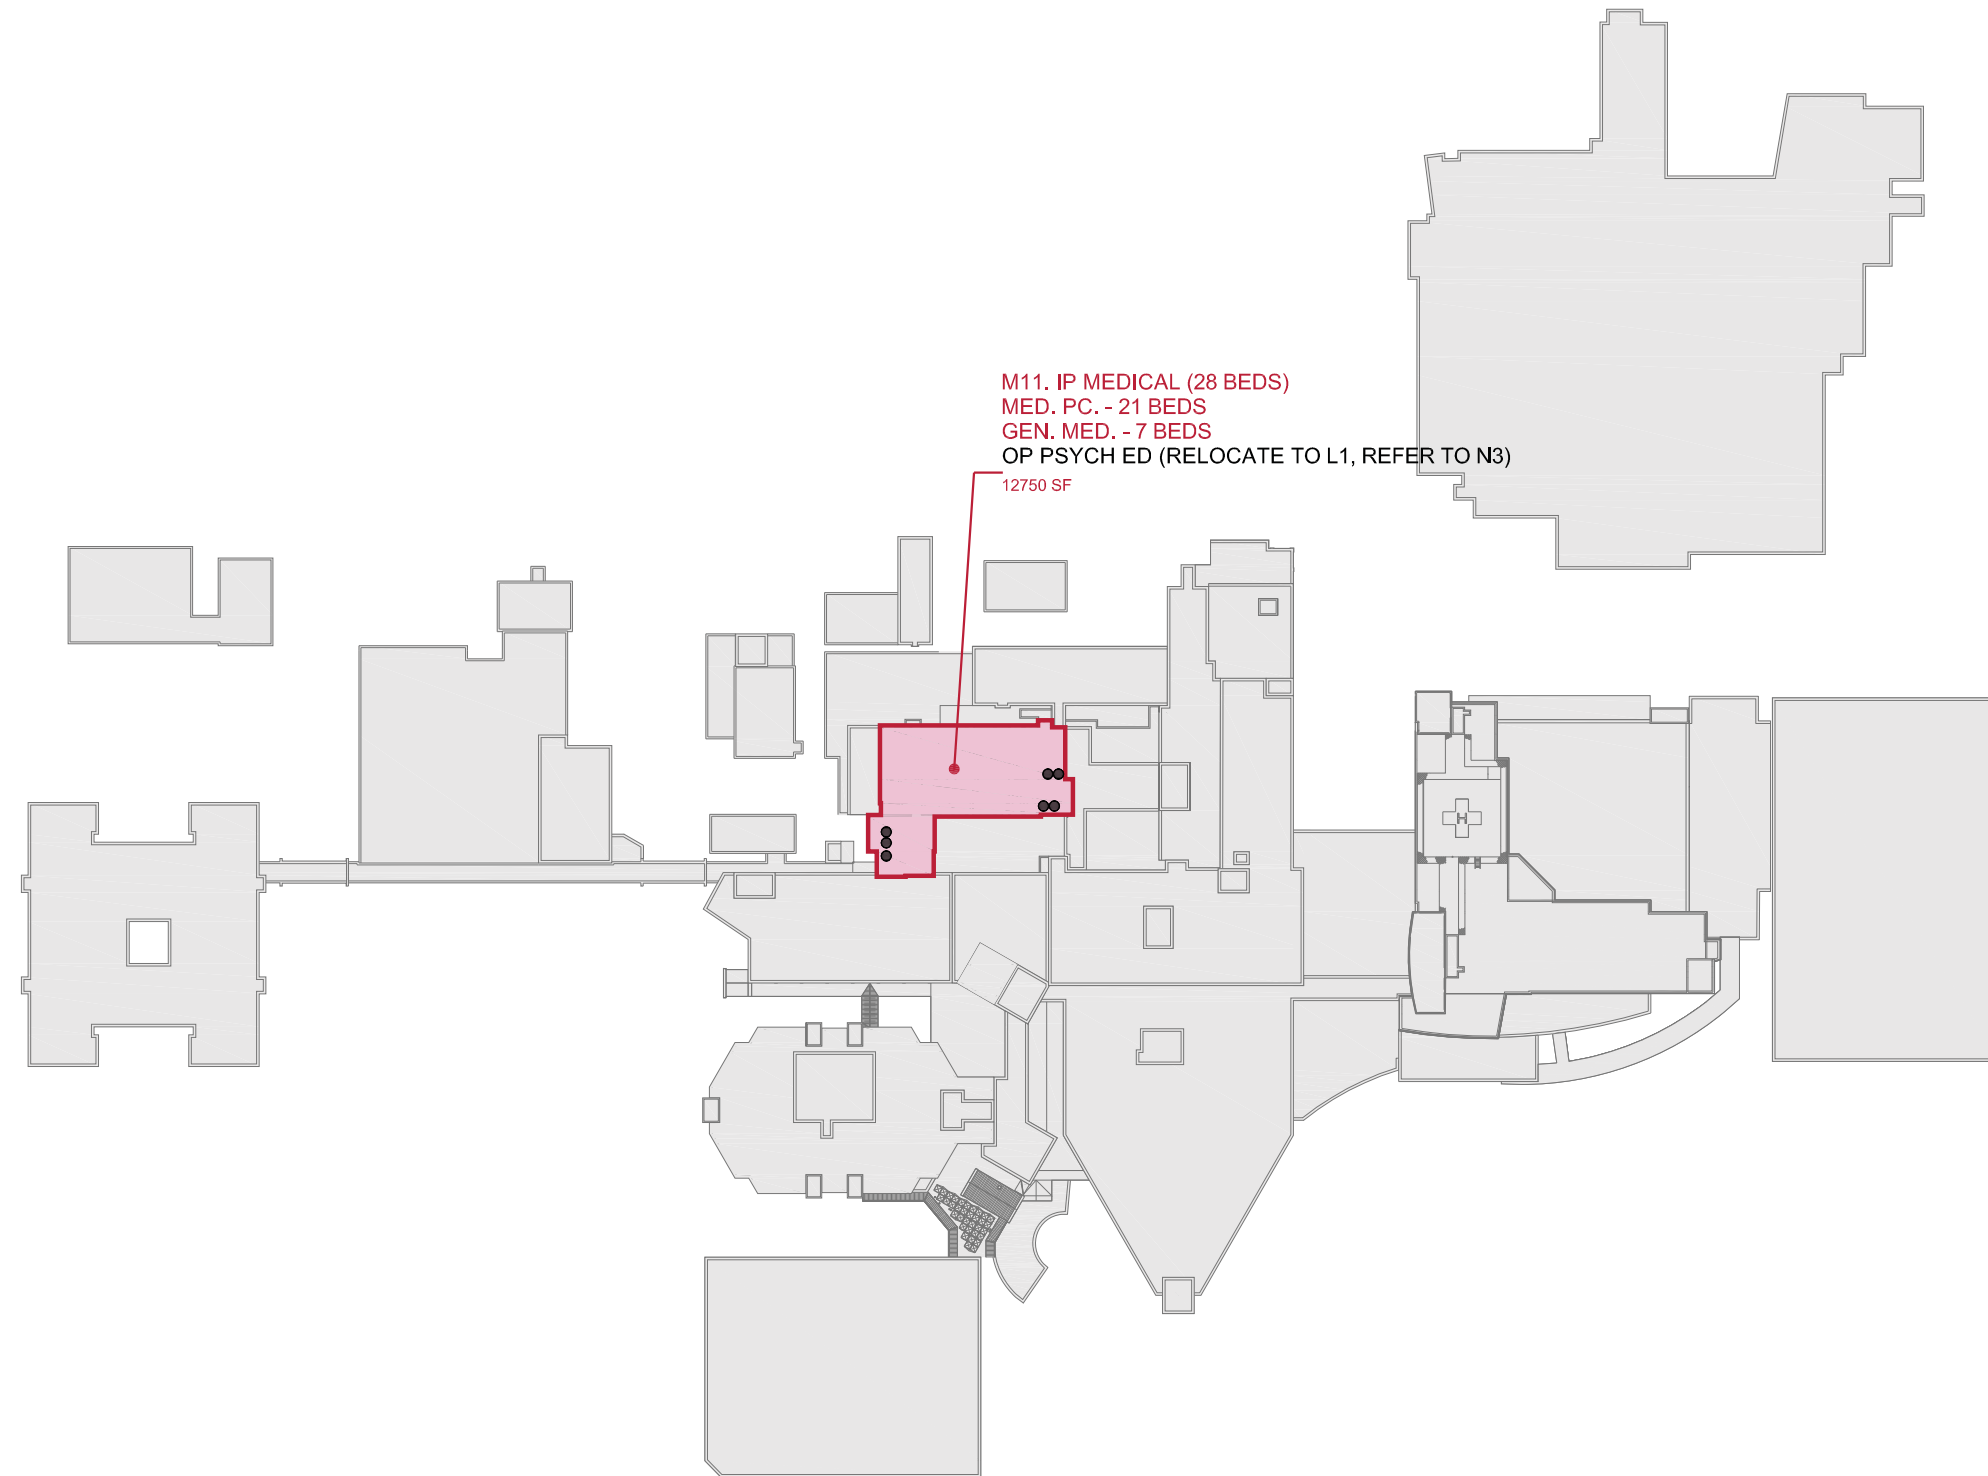 M11. IP MEDICAL (28 BEDS)
MED. PC. - 21 BEDS
GEN. MED. - 7 BEDS
OP PSYCH ED (RELOCATE TO L1, REFER TO N3)
12750 SF
H